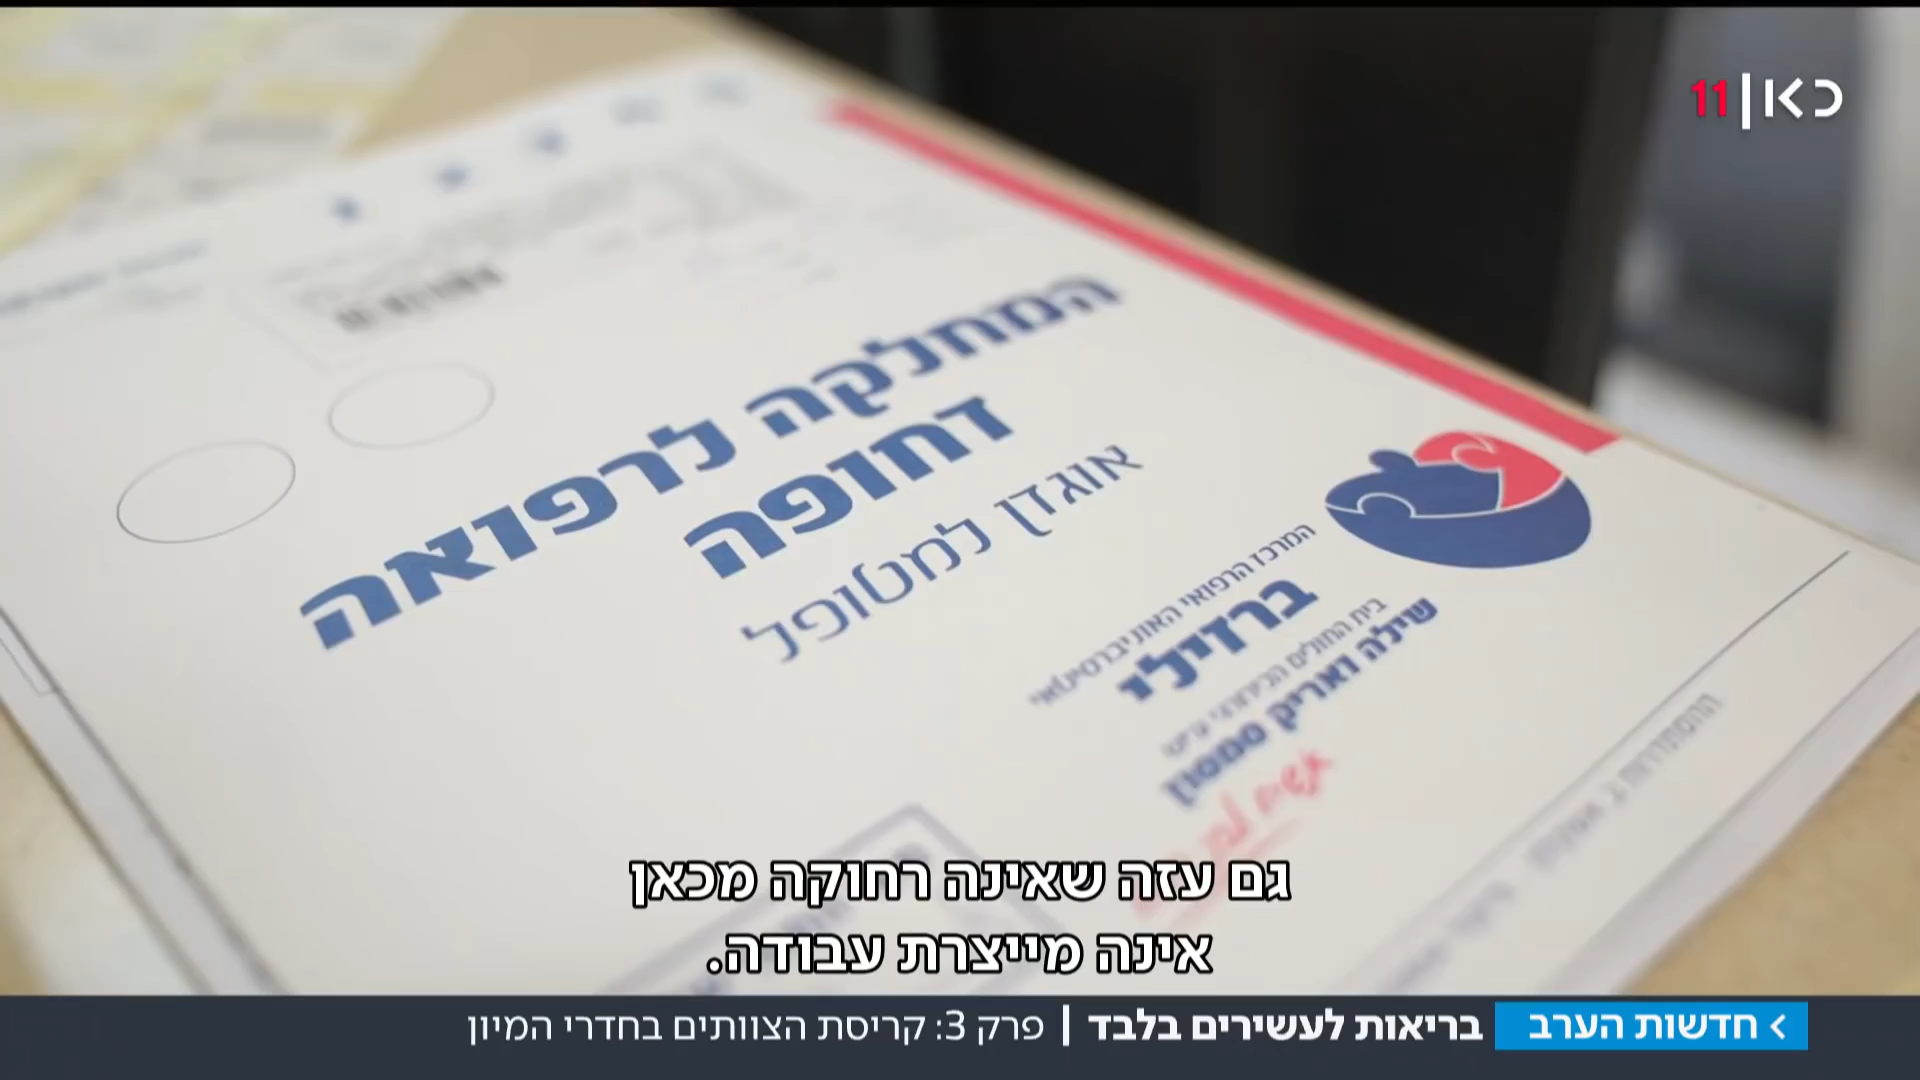 כאן|11
המחלקה לרפואה
דחופה
אוגדן למטופל
המרכז הרפואי האוניברסיטאי
ברזילי
בית החולים הכירורגי ע״ש
שילה ואריק סמסון
גם עזה שאינה רחוקה מכאן
אינה מייצרת עבודה.
חדשות הערב
בריאות לעשירים בלבד | פרק 3: קריסת הצוותים בחדרי המיון